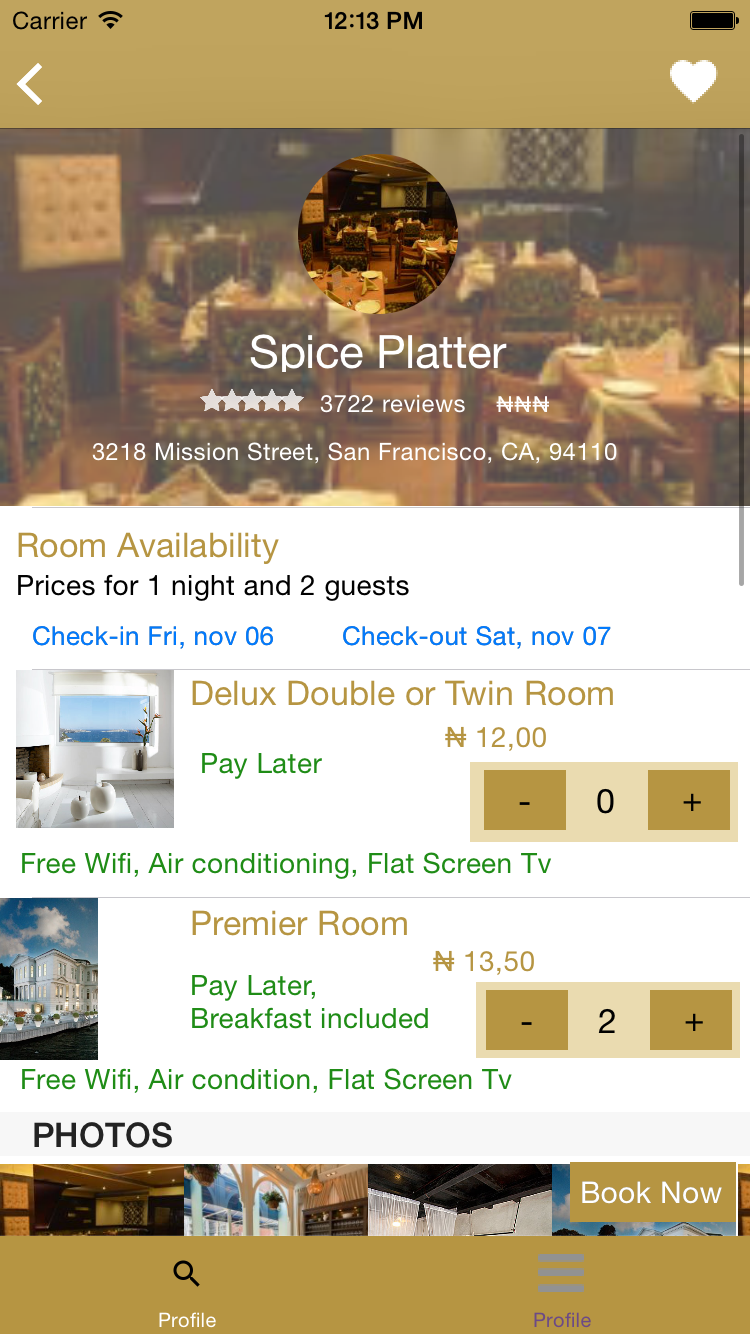 Carrier 12:13 PM
Spice Platter
3722 reviews ₦₦₦
3218 Mission Street, San Francisco, CA, 94110
Room Availability
Prices for 1 night and 2 guests
Check-in Fri, nov 06 Check-out Sat, nov 07
Delux Double or Twin Room
₦ 12,00
Pay Later
- 0 +
Free Wifi, Air conditioning, Flat Screen Tv
Premier Room
₦ 13,50
Pay Later,
Breakfast included
- 2 +
Free Wifi, Air condition, Flat Screen Tv
PHOTOS
Book Now
Profile Profile